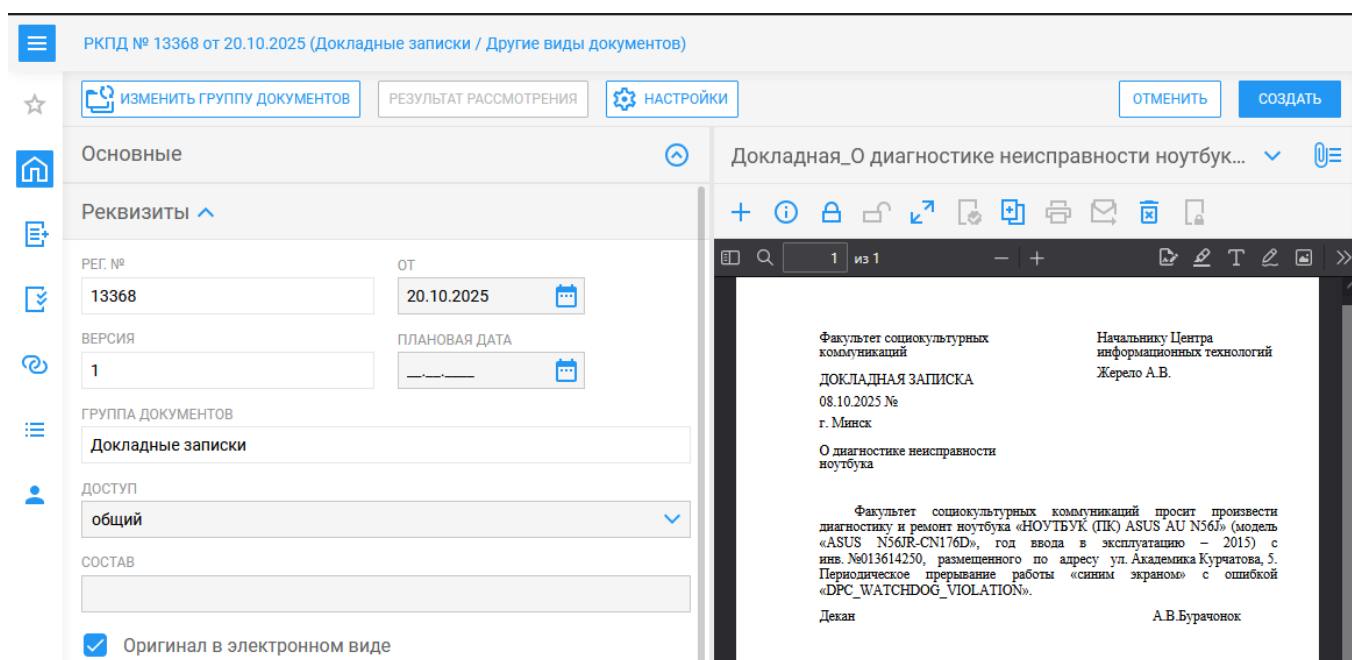 РКПД № 13368 от 20.10.2025 (Докладные записки / Другие виды документов)
ИЗМЕНИТЬ ГРУППУ ДОКУМЕНТОВ
РЕЗУЛЬТАТ РАССМОТРЕНИЯ
НАСТРОЙКИ
ОТМЕНИТЬ
СОЗДАТЬ
Основные
Реквизиты
РЕГ. №
ОТ
13368
20.10.2025
ВЕРСИЯ
ПЛАНОВАЯ ДАТА
1
__.__.____
ГРУППА ДОКУМЕНТОВ
Докладные записки
ДОСТУП
общий
СОСТАВ
Оригинал в электронном виде
Докладная_О диагностике неисправности ноутбук...
1 из 1
Факультет социокультурных
коммуникаций
Начальнику Центра
информационных технологий
Жерело А.В.
ДОКЛАДНАЯ ЗАПИСКА
08.10.2025 №
г. Минск
О диагностике неисправности
ноутбука
Факультет социокультурных коммуникаций просит произвести
диагностику и ремонт ноутбука «НОУТБУК (ПК) ASUS AU N56J» (модель
«ASUS N56JR-CN176D», год ввода в эксплуатацию – 2015) с
инв. №013614250, размещенного по адресу ул. Академика Курчатова, 5.
Периодическое прерывание работы «синим экраном» с ошибкой
«DPC_WATCHDOG_VIOLATION».
Декан
А.В.Бурачонок